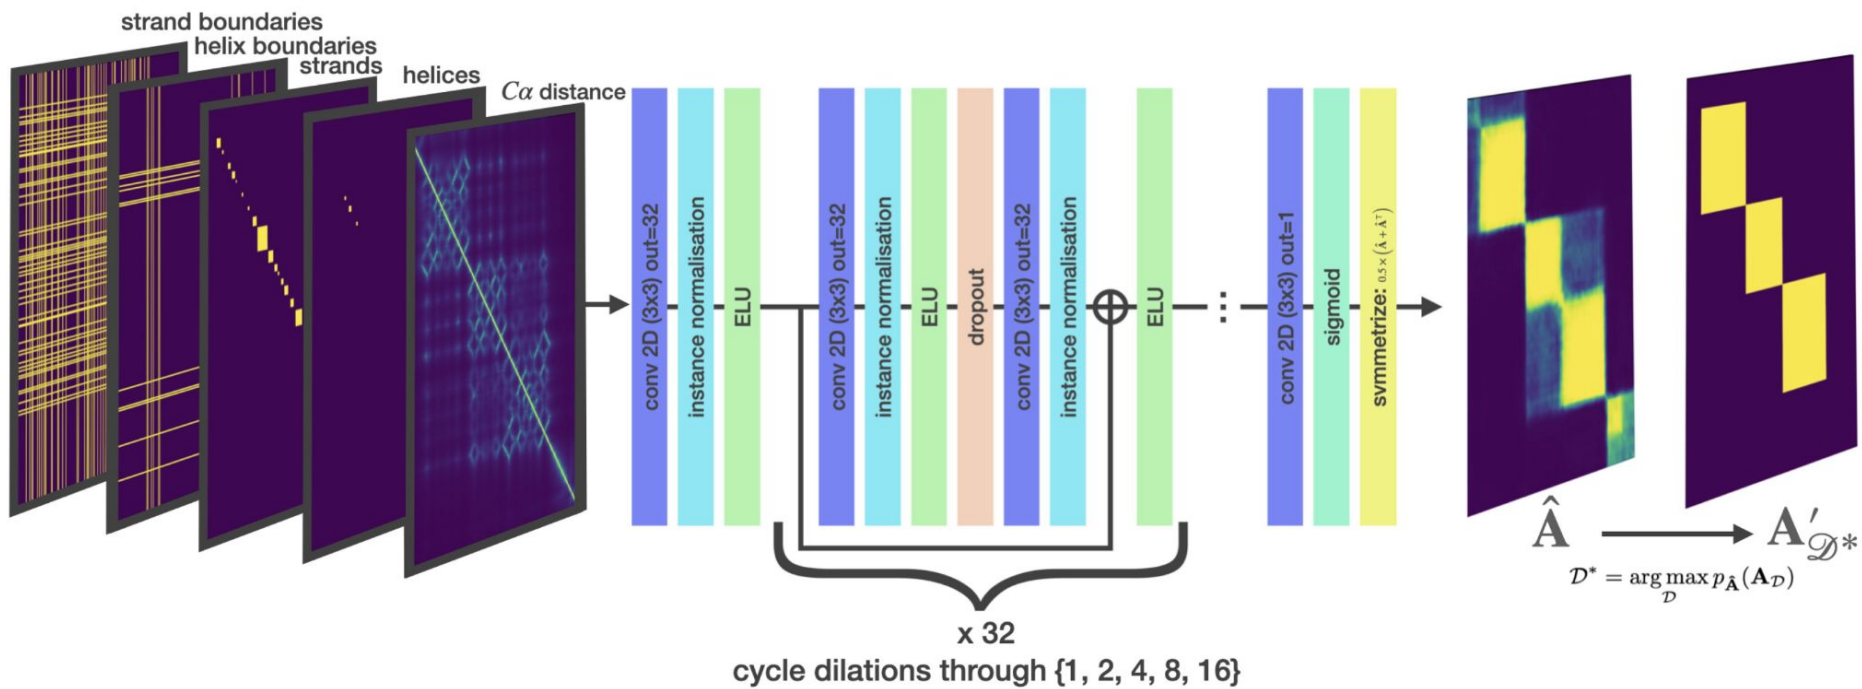 strand boundaries
helix boundaries
strands
helices
Cα distance
conv 2D (3x3) out=32
instance normalisation
ELU
conv 2D (3x3) out=32
instance normalisation
ELU
dropout
conv 2D (3x3) out=32
instance normalisation
ELU
...
conv 2D (3x3) out=1
sigmoid
symmetrize: 0.5 × (Â + Âᵀ)
x 32
cycle dilations through {1, 2, 4, 8, 16}
Â
A′𝒟*
𝒟* = arg max p_Â(A_𝒟)
𝒟